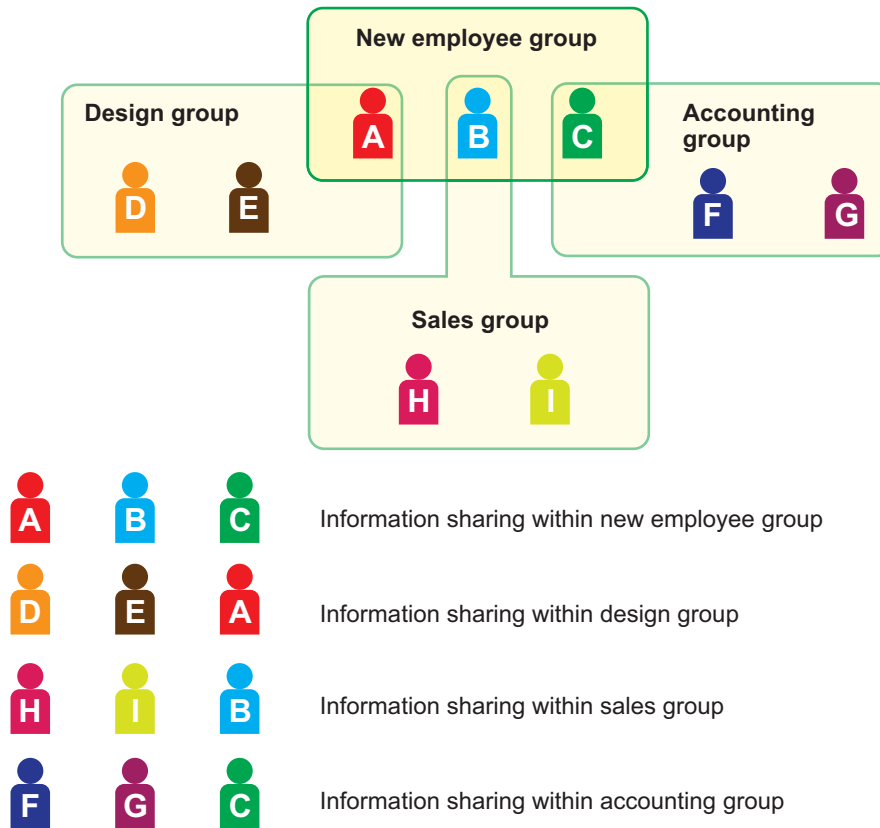 New employee group
Design group
A
B
C
Accounting
group
D
E
F
G
Sales group
H
I
A B C Information sharing within new employee group
D E A Information sharing within design group
H I B Information sharing within sales group
F G C Information sharing within accounting group